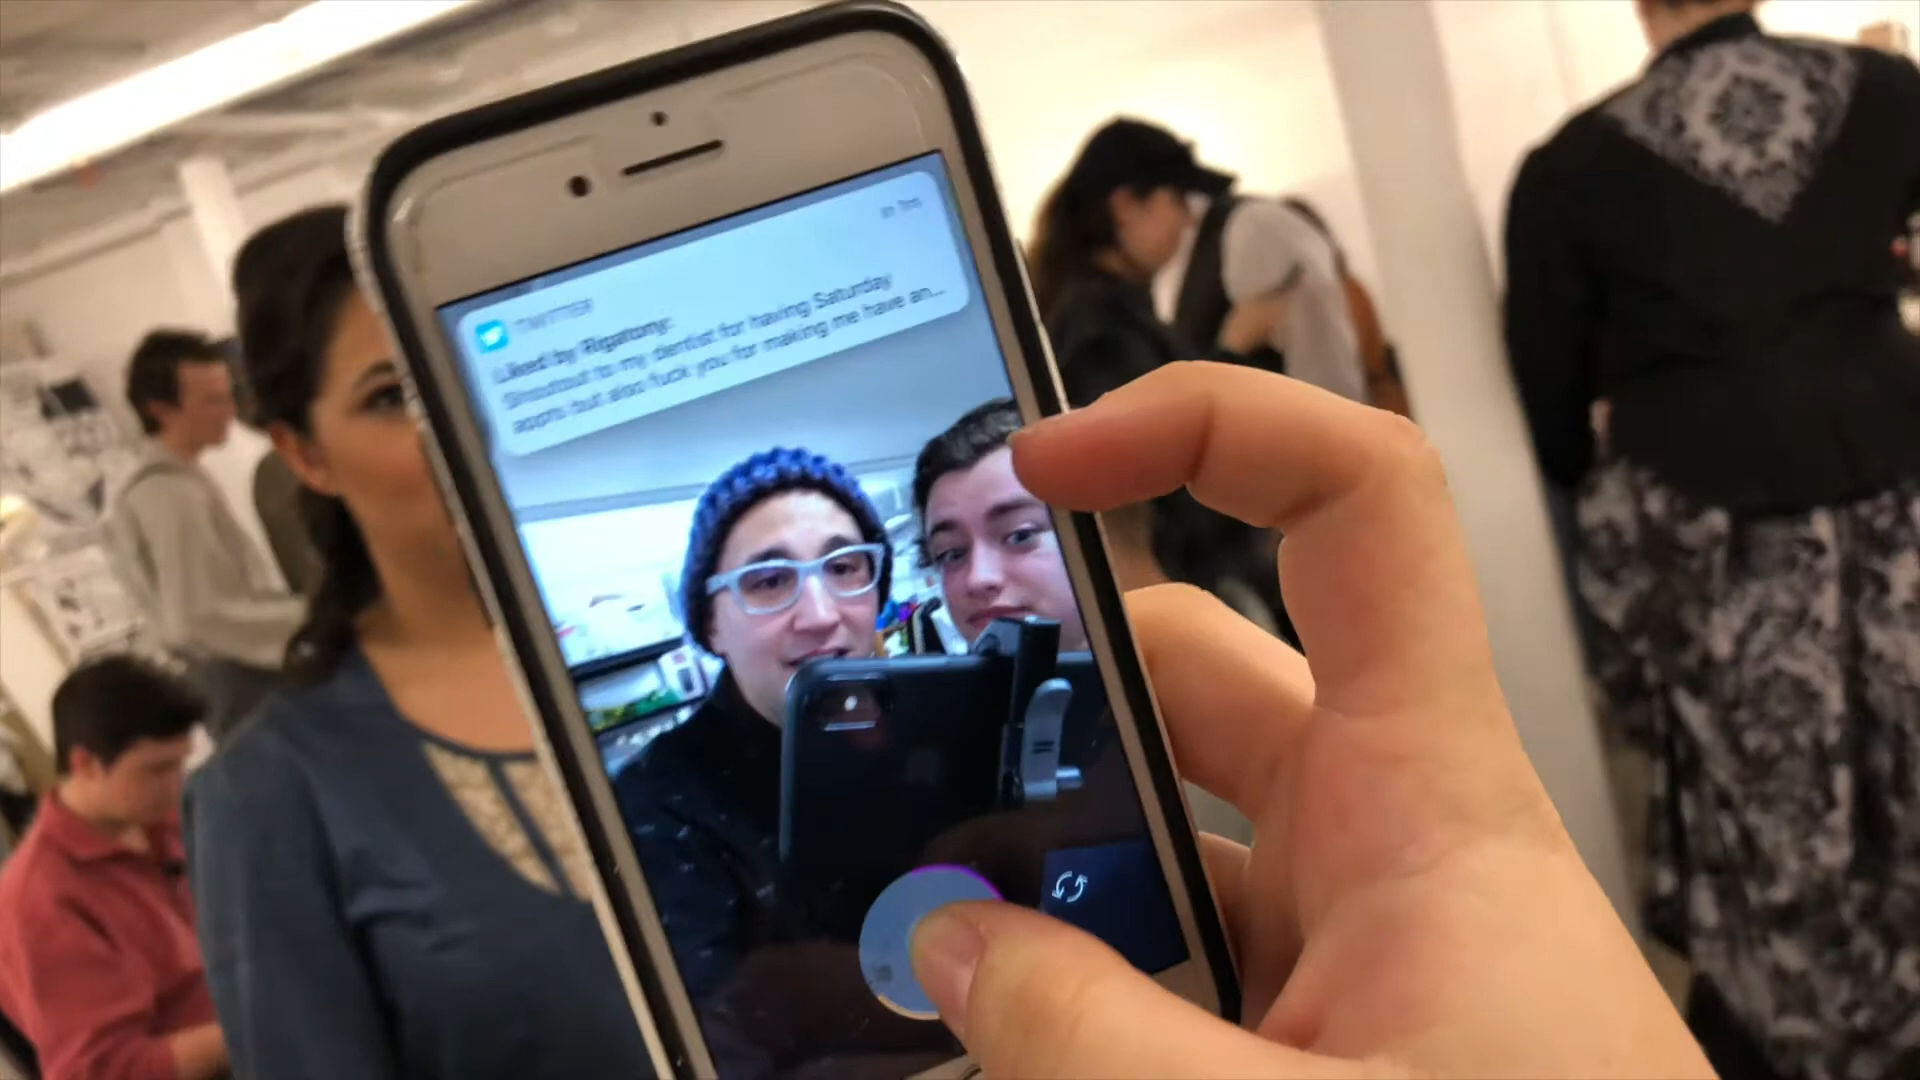 TWITTER
Liked by Rigatony:
Shoutout to my dentist for having Saturday
appts but also fuck you for making me have an...